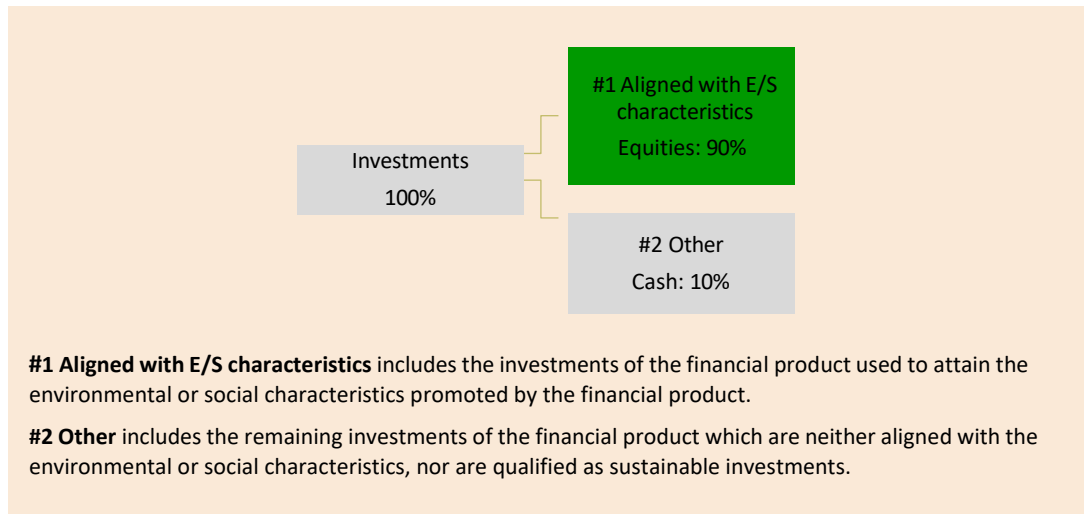 #1 Aligned with E/S
characteristics
Equities: 90%
Investments
100%
#2 Other
Cash: 10%
#1 Aligned with E/S characteristics includes the investments of the financial product used to attain the
environmental or social characteristics promoted by the financial product.
#2 Other includes the remaining investments of the financial product which are neither aligned with the
environmental or social characteristics, nor are qualified as sustainable investments.